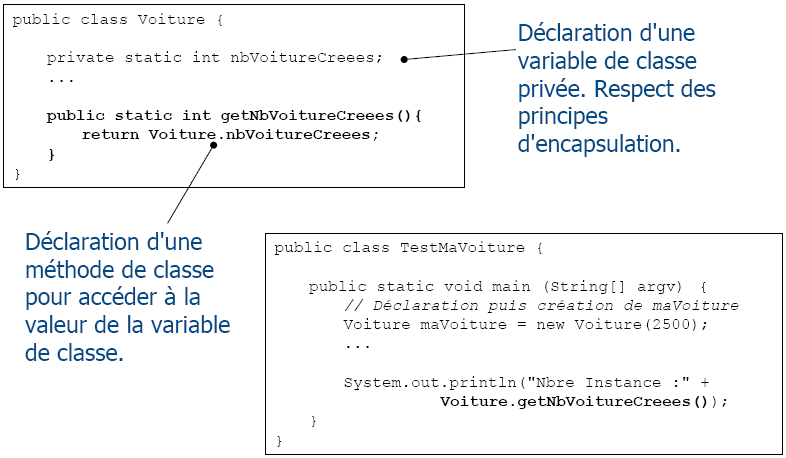 public class Voiture {
private static int nbVoitureCreees;
...
public static int getNbVoitureCreees(){
return Voiture.nbVoitureCreees;
}
}
Déclaration d'une
variable de classe
privée. Respect des
principes
d'encapsulation.
Déclaration d'une
méthode de classe
pour accéder à la
valeur de la variable
de classe.
public class TestMaVoiture {
public static void main (String[] argv) {
// Déclaration puis création de maVoiture
Voiture maVoiture = new Voiture(2500);
...
System.out.println("Nbre Instance :" +
Voiture.getNbVoitureCreees());
}
}